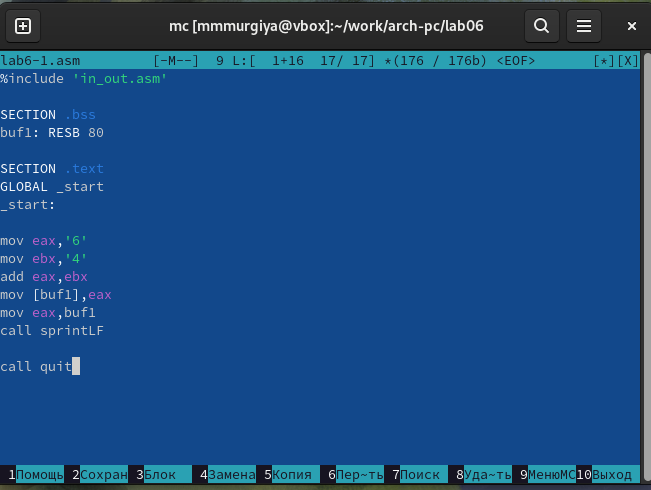 mc [mmmurgiya@vbox]:~/work/arch-pc/lab06
lab6-1.asm [-M--] 9 L:[ 1+16 17/ 17] *(176 / 176b) <EOF> [*][X]
%include 'in_out.asm'
SECTION .bss
buf1: RESB 80
SECTION .text
GLOBAL _start
_start:
mov eax,'6'
mov ebx,'4'
add eax,ebx
mov [buf1],eax
mov eax,buf1
call sprintLF
call quit
1Помощь 2Сохран 3Блок 4Замена 5Копия 6Пер~ть 7Поиск 8Уда~ть 9МенюMC 10Выход